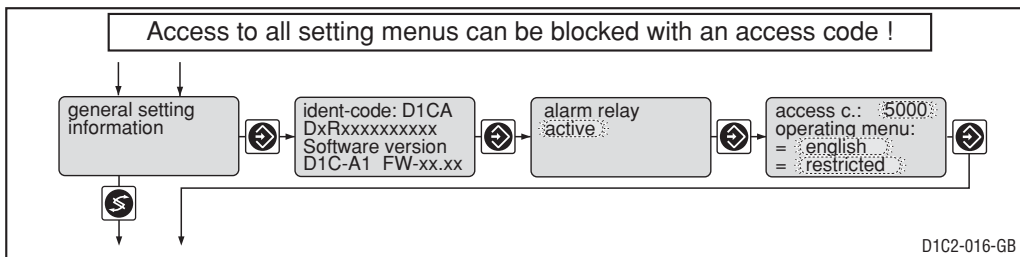 Access to all setting menus can be blocked with an access code !
general setting
information
ident-code: D1CA
DxRxxxxxxxxxx
Software version
D1C-A1 FW-xx.xx
alarm relay
active
access c.: 5000
operating menu:
= english
= restricted
D1C2-016-GB